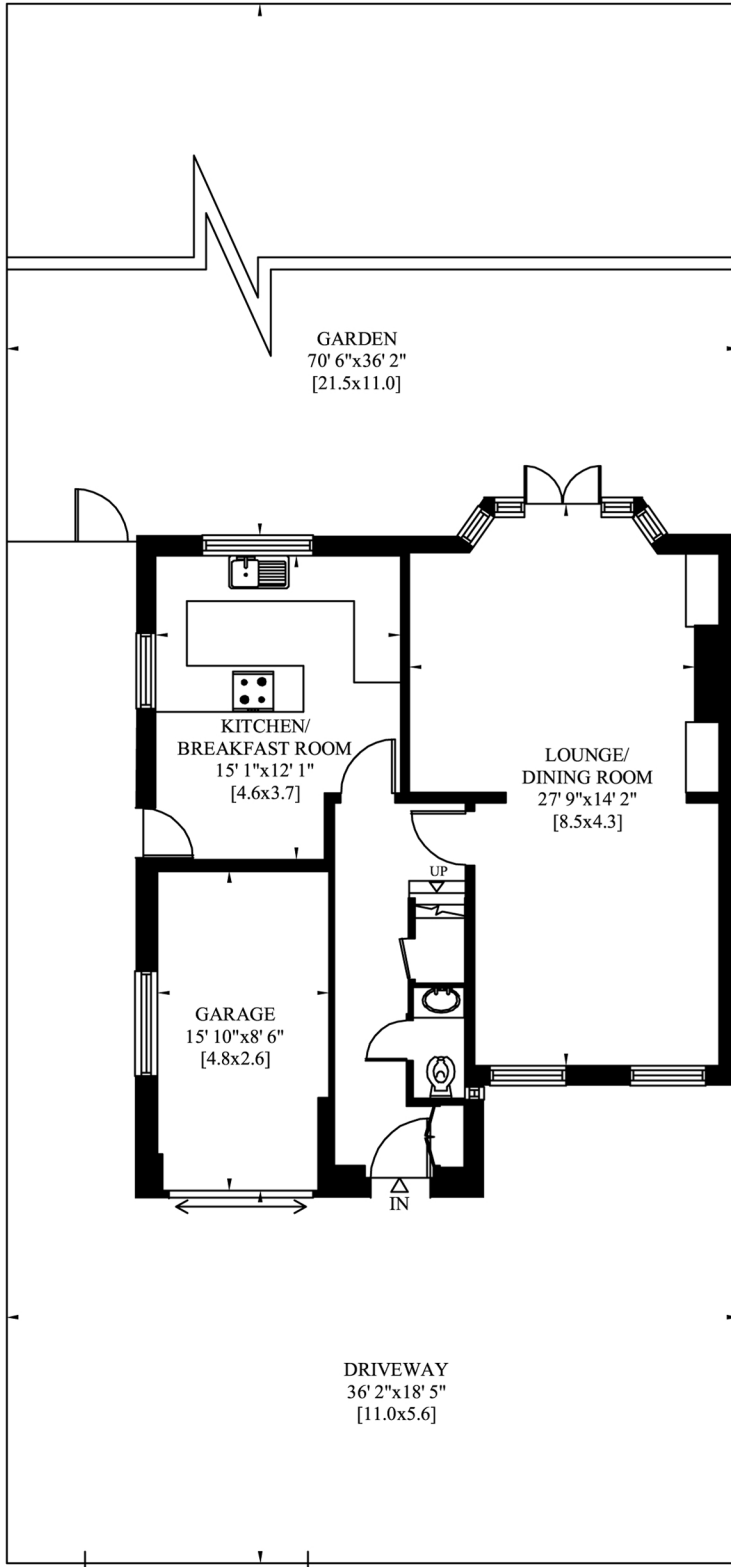 GARDEN
70' 6"x36' 2"
[21.5x11.0]
KITCHEN/
BREAKFAST ROOM
15' 1"x12' 1"
[4.6x3.7]
LOUNGE/
DINING ROOM
27' 9"x14' 2"
[8.5x4.3]
UP
GARAGE
15' 10"x8' 6"
[4.8x2.6]
IN
DRIVEWAY
36' 2"x18' 5"
[11.0x5.6]